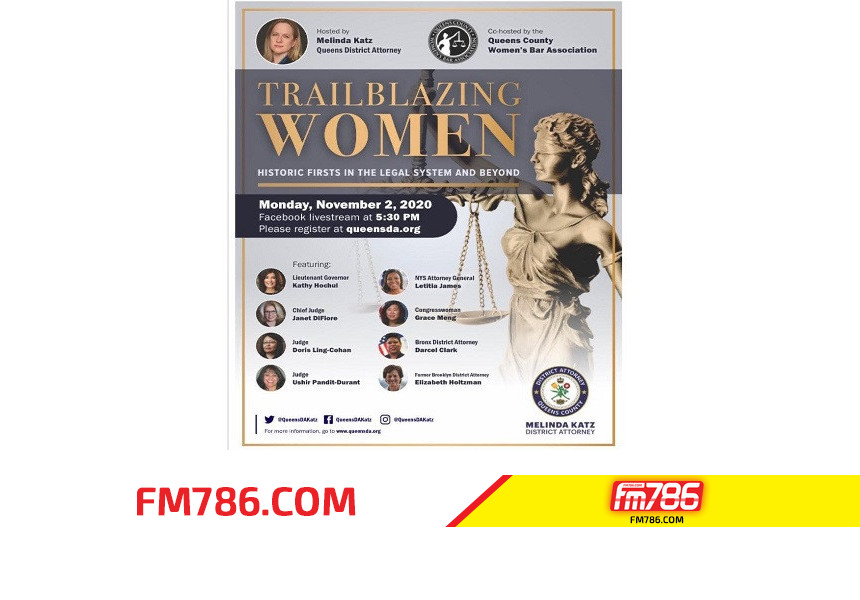 Hosted by
Melinda Katz
Queens District Attorney
QUEENS COUNTY
WOMEN'S BAR ASSOCIATION
Co-hosted by the
Queens County
Women's Bar Association
TRAILBLAZING
WOMEN
HISTORIC FIRSTS IN THE LEGAL SYSTEM AND BEYOND
Monday, November 2, 2020
Facebook livestream at 5:30 PM
Please register at queensda.org
Featuring:
Lieutenant Governor
Kathy Hochul
NYS Attorney General
Letitia James
Chief Judge
Janet DiFiore
Congresswoman
Grace Meng
Judge
Doris Ling-Cohan
Bronx District Attorney
Darcel Clark
Judge
Ushir Pandit-Durant
Former Brooklyn District Attorney
Elizabeth Holtzman
DISTRICT ATTORNEY
QUEENS COUNTY
MELINDA KATZ
DISTRICT ATTORNEY
@QueensDAKatz QueensDAKatz @QueensDAKatz
For more information, go to www.queensda.org
FM786.COM
fm786
FM786.COM